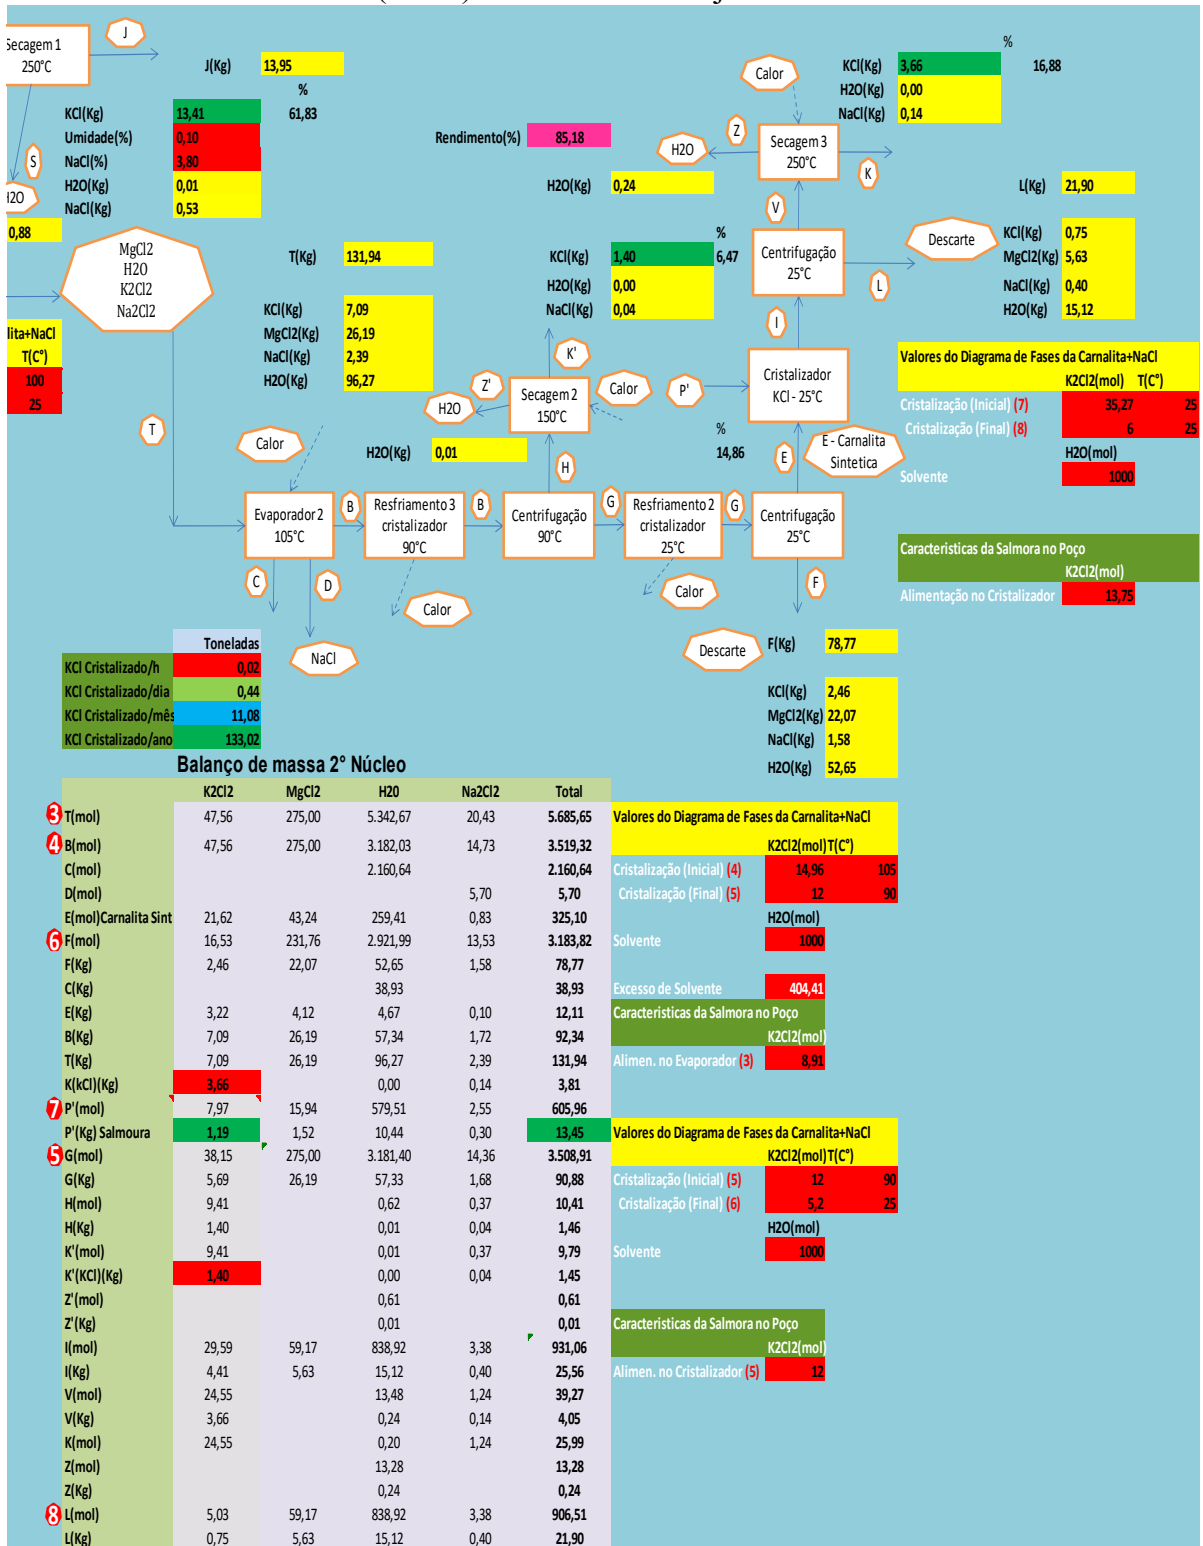 J
Secagem 1
250°C
J(Kg) 13,95
%
KCl(Kg) 13,41 61,83
Umidade(%) 0,10
NaCl(%) 3,80
H2O(Kg) 0,01
NaCl(Kg) 0,53
S
H2O
0,88
MgCl2
H2O
K2Cl2
Na2Cl2
lita+NaCl
T(C°)
100
25
T
T(Kg) 131,94
KCl(Kg) 7,09
MgCl2(Kg) 26,19
NaCl(Kg) 2,39
H2O(Kg) 96,27
Rendimento(%) 85,18
H2O(Kg) 0,24
%
KCl(Kg) 1,40 6,47
H2O(Kg) 0,00
NaCl(Kg) 0,04
K'
Z'
H2O
Secagem 2
150°C
Calor
H2O(Kg) 0,01
H
%
KCl(Kg) 3,66 16,88
H2O(Kg) 0,00
NaCl(Kg) 0,14
Calor
Z
H2O
Secagem 3
250°C
K
V
L(Kg) 21,90
Centrifugação
25°C
Descarte
L
KCl(Kg) 0,75
MgCl2(Kg) 5,63
NaCl(Kg) 0,40
H2O(Kg) 15,12
I
P'
Cristalizador
KCl - 25°C
%
14,86
E
E - Carnalita
Sintetica
Valores do Diagrama de Fases da Carnalita+NaCl
K2Cl2(mol) T(C°)
Cristalização (Inicial) (7) 35,27 25
Cristalização (Final) (8) 6 25
H2O(mol)
Solvente 1000
Calor
Evaporador 2
105°C
B
Resfriamento 3
cristalizador
90°C
B
Centrifugação
90°C
G
Resfriamento 2
cristalizador
25°C
G
Centrifugação
25°C
Caracteristicas da Salmora no Poço
K2Cl2(mol)
Alimentação no Cristalizador 13,75
C
D
Calor
Calor
F
NaCl
Descarte
F(Kg) 78,77
KCl(Kg) 2,46
MgCl2(Kg) 22,07
NaCl(Kg) 1,58
H2O(Kg) 52,65
Toneladas
KCl Cristalizado/h 0,02
KCl Cristalizado/dia 0,44
KCl Cristalizado/mês 11,08
KCl Cristalizado/ano 133,02
Balanço de massa 2° Núcleo
K2Cl2 MgCl2 H20 Na2Cl2 Total
3 T(mol) 47,56 275,00 5.342,67 20,43 5.685,65
4 B(mol) 47,56 275,00 3.182,03 14,73 3.519,32
C(mol) 2.160,64 2.160,64
D(mol) 5,70 5,70
E(mol)Carnalita Sint 21,62 43,24 259,41 0,83 325,10
6 F(mol) 16,53 231,76 2.921,99 13,53 3.183,82
F(Kg) 2,46 22,07 52,65 1,58 78,77
C(Kg) 38,93 38,93
E(Kg) 3,22 4,12 4,67 0,10 12,11
B(Kg) 7,09 26,19 57,34 1,72 92,34
T(Kg) 7,09 26,19 96,27 2,39 131,94
K(kCl)(Kg) 3,66 0,00 0,14 3,81
7 P'(mol) 7,97 15,94 579,51 2,55 605,96
P'(Kg) Salmoura 1,19 1,52 10,44 0,30 13,45
5 G(mol) 38,15 275,00 3.181,40 14,36 3.508,91
G(Kg) 5,69 26,19 57,33 1,68 90,88
H(mol) 9,41 0,62 0,37 10,41
H(Kg) 1,40 0,01 0,04 1,46
K'(mol) 9,41 0,01 0,37 9,79
K'(KCl)(Kg) 1,40 0,00 0,04 1,45
Z'(mol) 0,61 0,61
Z'(Kg) 0,01 0,01
I(mol) 29,59 59,17 838,92 3,38 931,06
I(Kg) 4,41 5,63 15,12 0,40 25,56
V(mol) 24,55 13,48 1,24 39,27
V(Kg) 3,66 0,24 0,14 4,05
K(mol) 24,55 0,20 1,24 25,99
Z(mol) 13,28 13,28
Z(Kg) 0,24 0,24
8 L(mol) 5,03 59,17 838,92 3,38 906,51
L(Kg) 0,75 5,63 15,12 0,40 21,90
Valores do Diagrama de Fases da Carnalita+NaCl
K2Cl2(mol)T(C°)
Cristalização (Inicial) (4) 14,96 105
Cristalização (Final) (5) 12 90
H2O(mol)
Solvente 1000
Excesso de Solvente 404,41
Caracteristicas da Salmora no Poço
K2Cl2(mol)
Alimen. no Evaporador (3) 8,91
Valores do Diagrama de Fases da Carnalita+NaCl
K2Cl2(mol)T(C°)
Cristalização (Inicial) (5) 12 90
Cristalização (Final) (6) 5,2 25
H2O(mol)
Solvente 1000
Caracteristicas da Salmora no Poço
K2Cl2(mol)
Alimen. no Cristalizador (5) 12